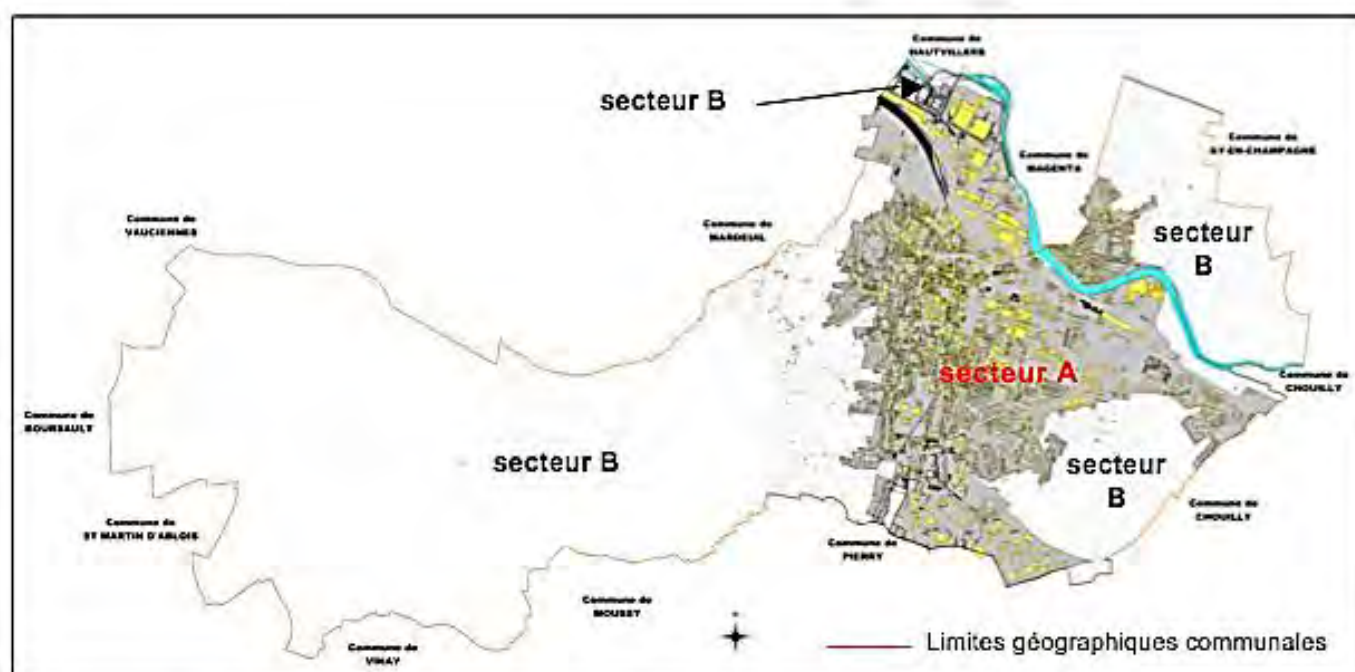 Commune de
HAUTVILLERS
secteur B
Commune de
AY-EN-CHAMPAGNE
Commune de
MAGENTA
Commune de
VAUCIENNES
Commune de
MARDEUIL
secteur
B
secteur A
Commune de
CHOUILLY
Commune de
BOURSAULT
secteur B
secteur
B
Commune de
CHOUILLY
Commune de
ST MARTIN D'ABLOIS
Commune de
PIERRY
Commune de
MOUSSY
Limites géographiques communales
Commune de
VINAY